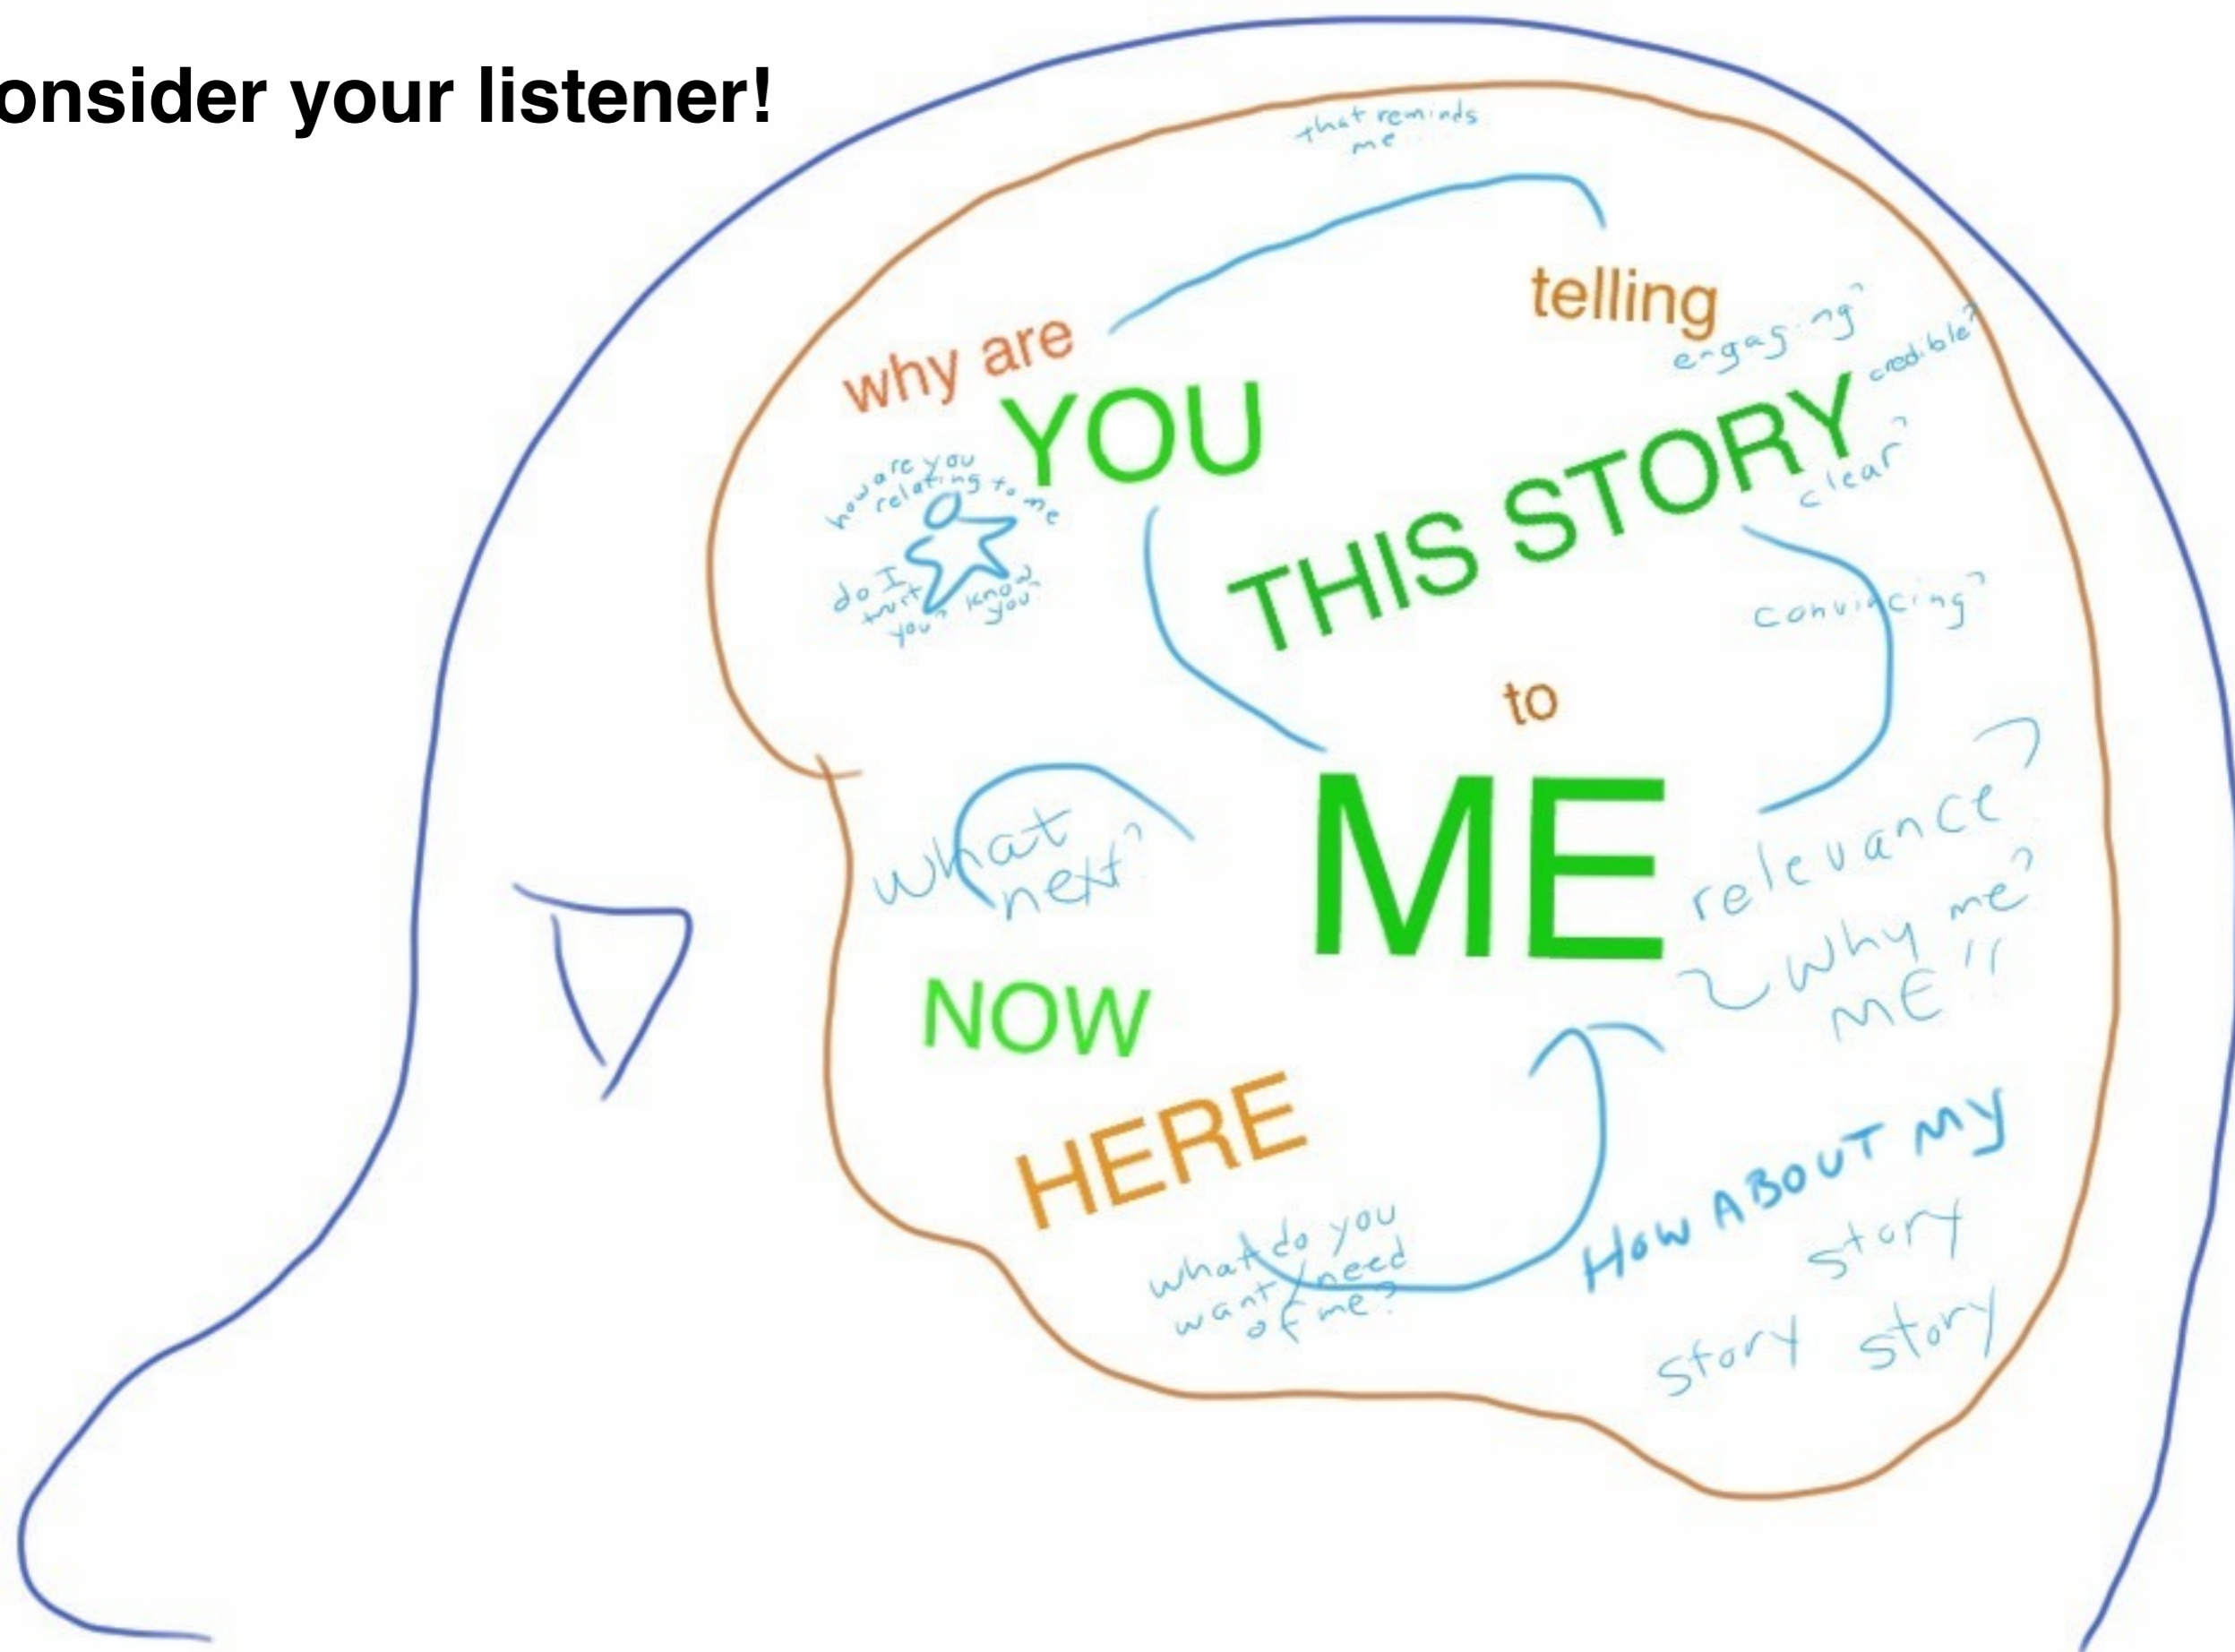 onsider your listener!
that reminds
me
why are
telling
YOU
engaging?
credible?
THIS STORY
clear?
how are you
relating to me
do I
trust
you?
know
you?
convincing?
to
ME
what
next?
relevance?
why me?
ME"
NOW
HERE
HOW ABOUT MY
story
story story
what do you
want/need
of me?